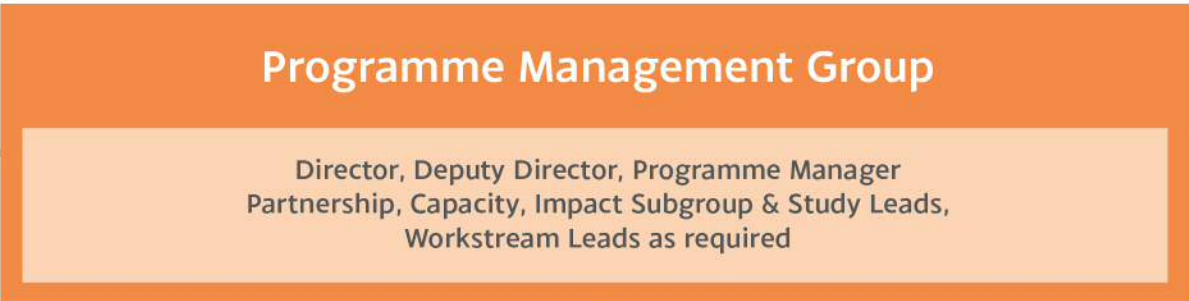 Programme Management Group
Director, Deputy Director, Programme Manager
Partnership, Capacity, Impact Subgroup & Study Leads,
Workstream Leads as required